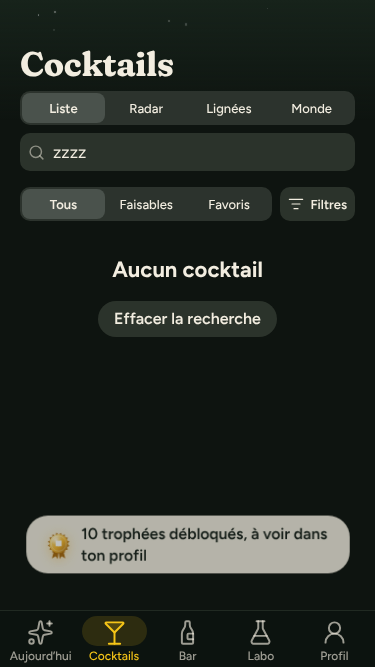 Cocktails
Liste
Radar
Lignées
Monde
zzzz
Tous
Faisables
Favoris
Filtres
Aucun cocktail
Effacer la recherche
10 trophées débloqués, à voir dans
ton profil
Aujourd'hui
Cocktails
Bar
Labo
Profil